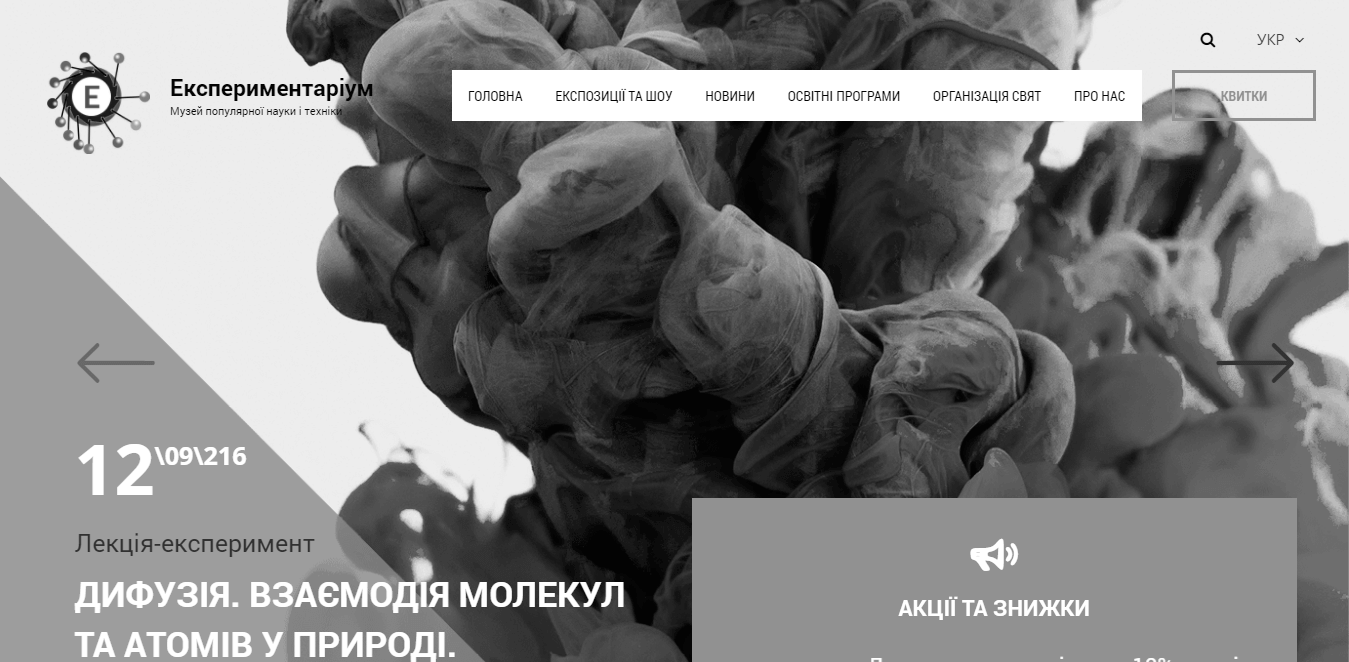 УКР
Експериментаріум
Музей популярної науки і техніки
E
ГОЛОВНА ЕКСПОЗИЦІЇ ТА ШОУ НОВИНИ ОСВІТНІ ПРОГРАМИ ОРГАНІЗАЦІЯ СВЯТ ПРО НАС
КВИТКИ
12\09\216
Лекція-експеримент
ДИФУЗІЯ. ВЗАЄМОДІЯ МОЛЕКУЛ
ТА АТОМІВ У ПРИРОДІ.
АКЦІЇ ТА ЗНИЖКИ